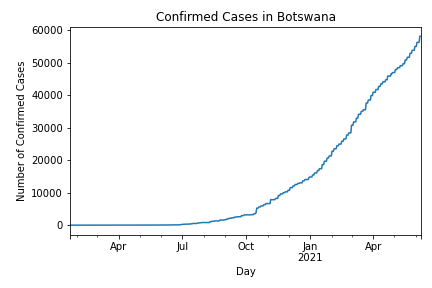 Confirmed Cases in Botswana
Number of Confirmed Cases
60000
50000
40000
30000
20000
10000
0
Apr Jul Oct Jan Apr
2021
Day